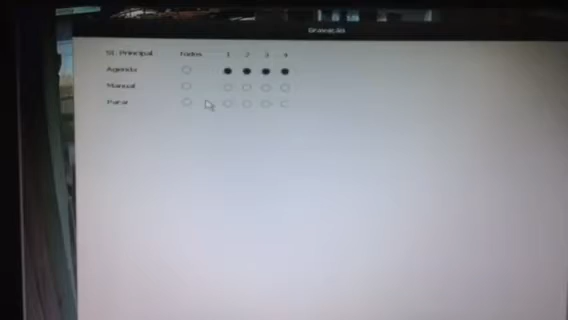 Gravação
St. Principal Todos 1 2 3 4
Agenda
Manual
Parar